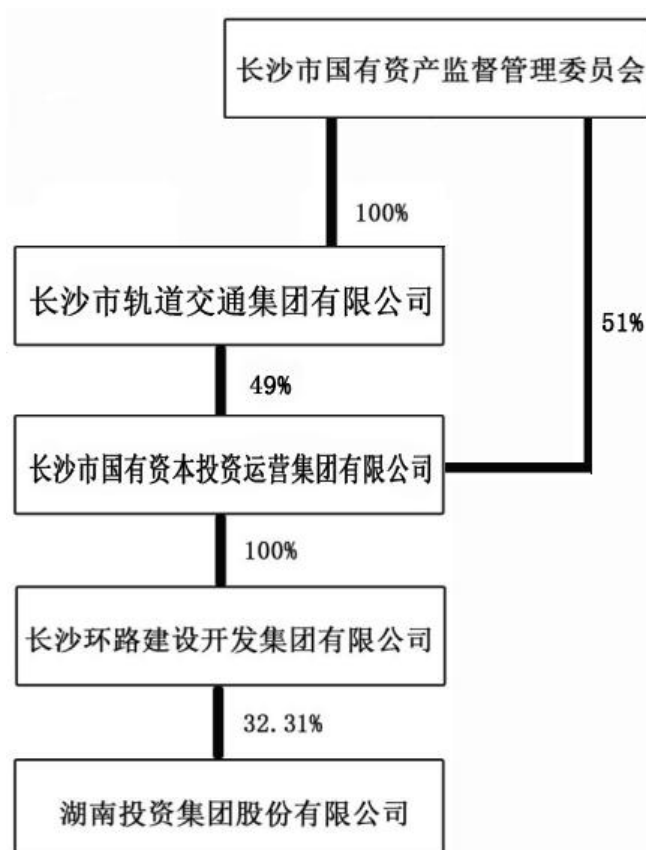 长沙市国有资产监督管理委员会
100%
长沙市轨道交通集团有限公司
51%
49%
长沙市国有资本投资运营集团有限公司
100%
长沙环路建设开发集团有限公司
32.31%
湖南投资集团股份有限公司